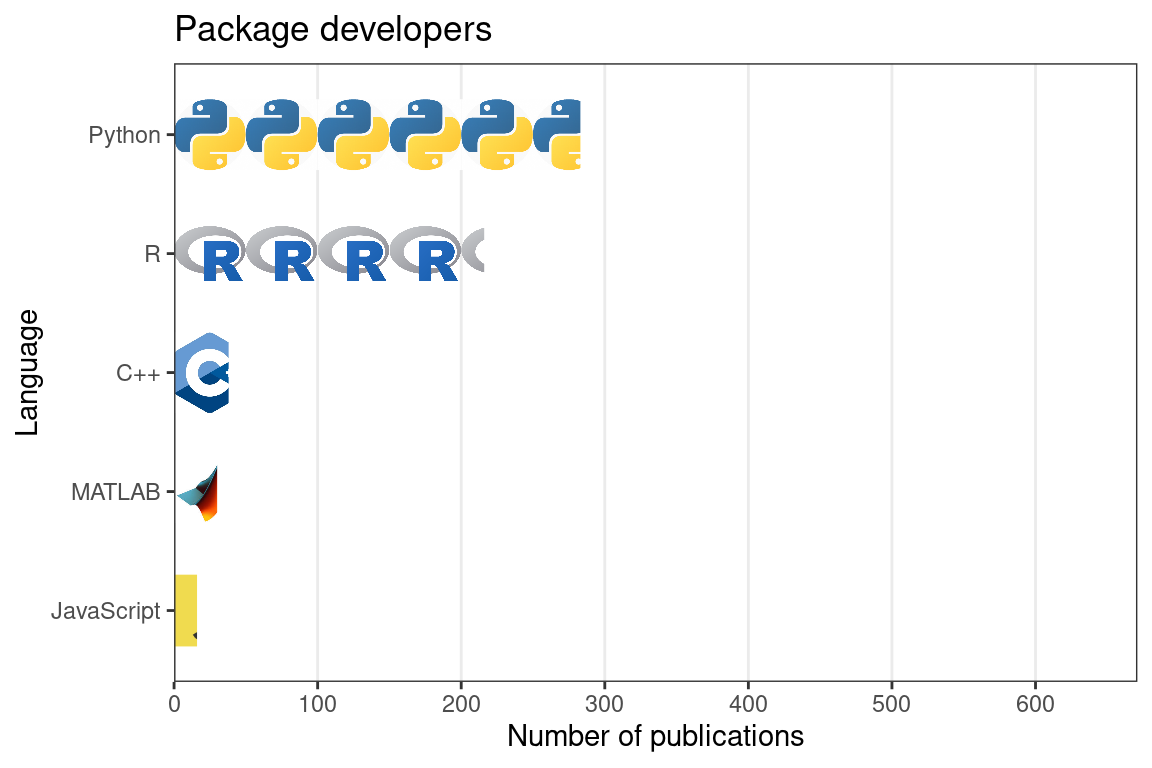 Package developers
Language
Python
R
R R R R
C++
MATLAB
JavaScript
0 100 200 300 400 500 600
Number of publications